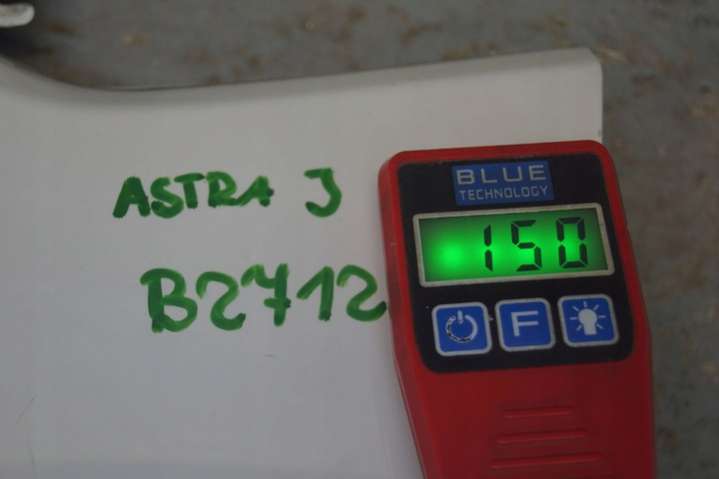 ASTRA J
B2712
BLUE
TECHNOLOGY
150
F